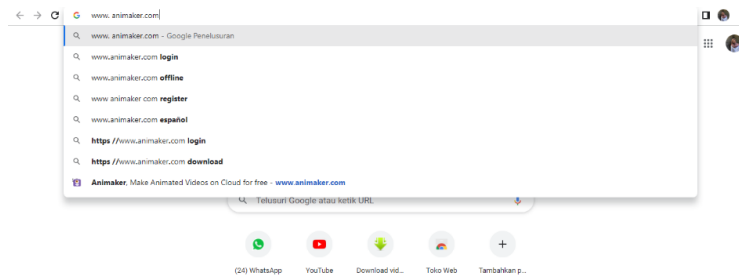 www. animaker.com
www. animaker.com - Google Penelusuran
www.animaker.com login
www.animaker.com offline
www animaker com register
www.animaker.com español
https //www.animaker.com login
https //www.animaker.com download
Animaker, Make Animated Videos on Cloud for free - www.animaker.com
Telusuri Google atau ketik URL
(24) WhatsApp YouTube Download vid... Toko Web Tambahkan p...